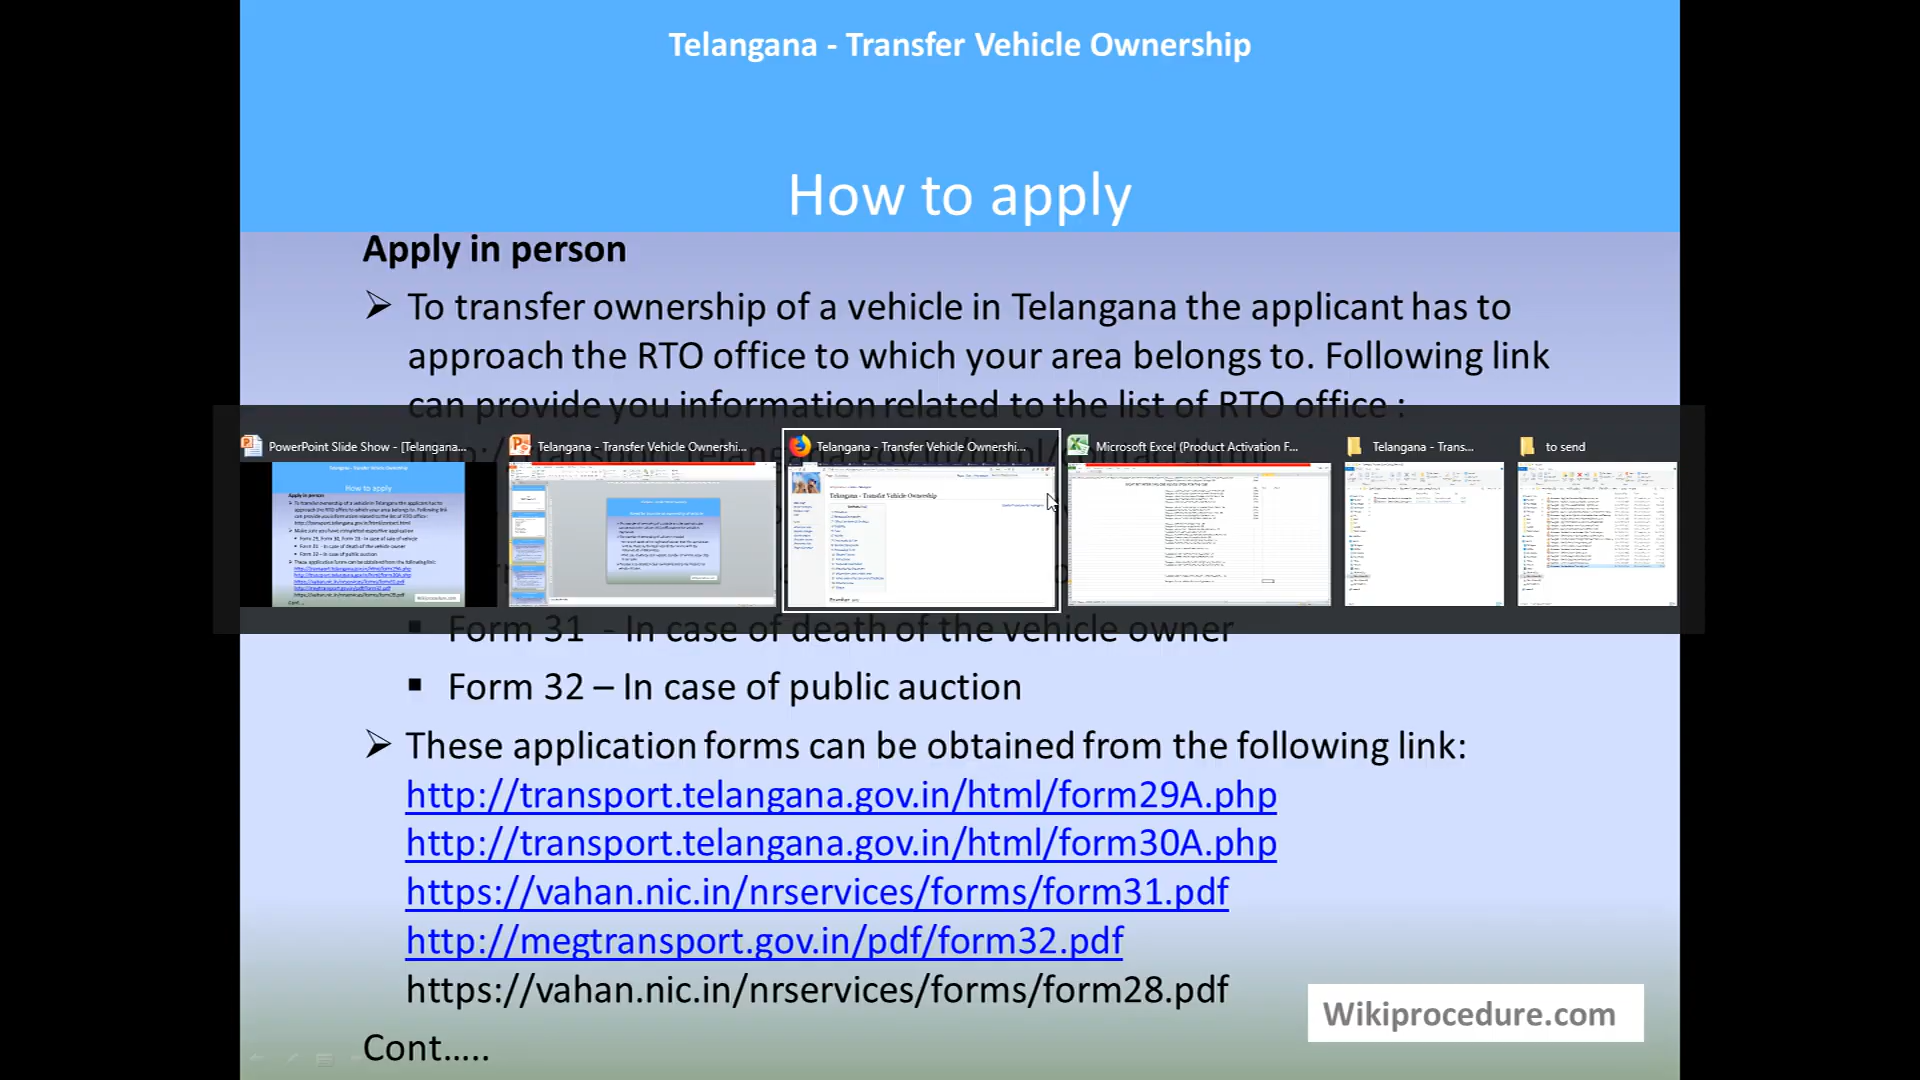 Telangana - Transfer Vehicle Ownership
How to apply
Apply in person
To transfer ownership of a vehicle in Telangana the applicant has to
approach the RTO office to which your area belongs to. Following link
can provide you information related to the list of RTO office :
PowerPoint Slide Show - [Telangana...
Telangana - Transfer Vehicle Ownershi...
Telangana - Transfer Vehicle Ownershi...
Microsoft Excel (Product Activation F...
Telangana - Trans...
to send
Form 31 - In case of death of the vehicle owner
Form 32 – In case of public auction
These application forms can be obtained from the following link:
http://transport.telangana.gov.in/html/form29A.php
http://transport.telangana.gov.in/html/form30A.php
https://vahan.nic.in/nrservices/forms/form31.pdf
http://megtransport.gov.in/pdf/form32.pdf
https://vahan.nic.in/nrservices/forms/form28.pdf
Wikiprocedure.com
Cont.....